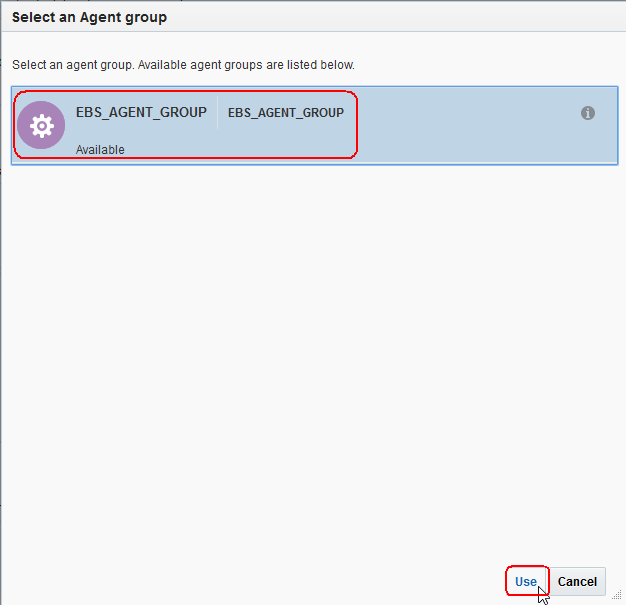 Select an Agent group
Select an agent group. Available agent groups are listed below.
EBS_AGENT_GROUP EBS_AGENT_GROUP
Available
Use Cancel